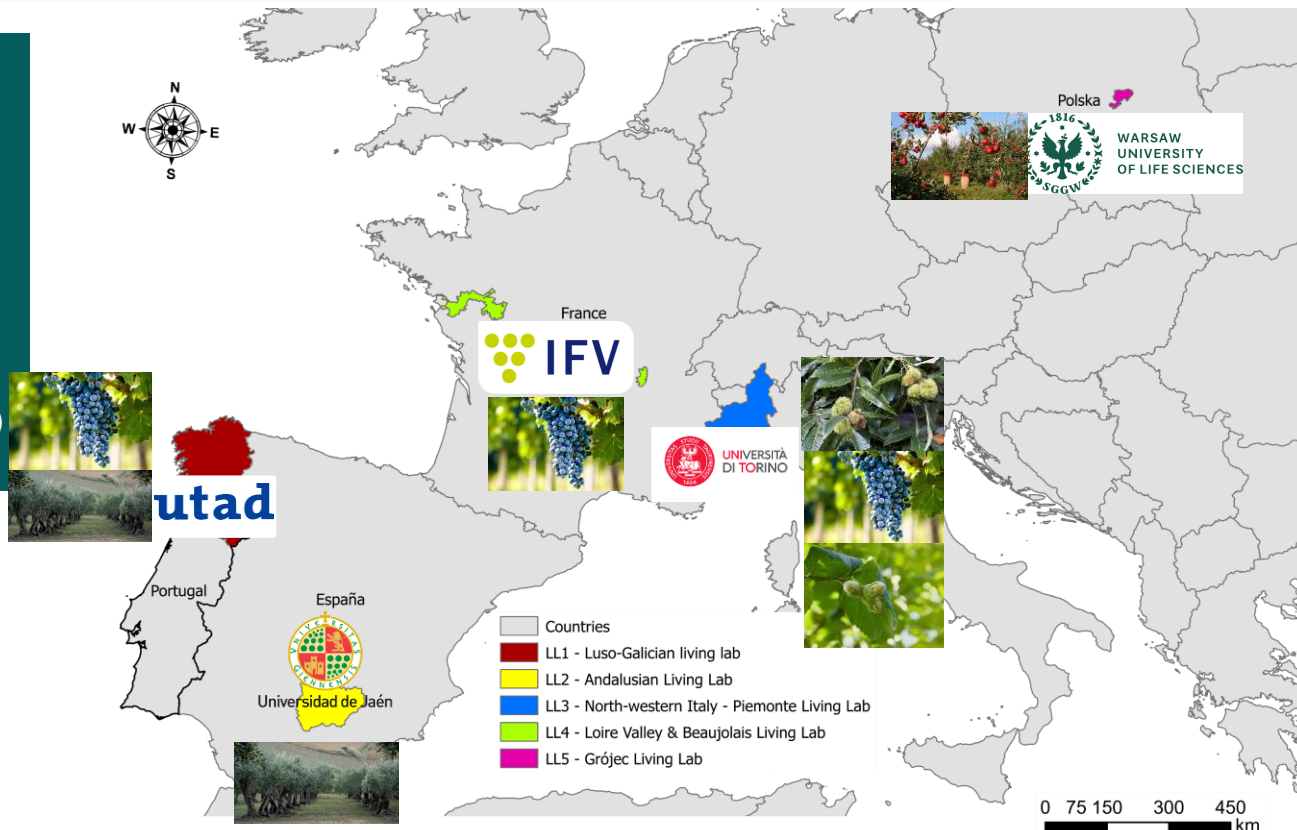 N
W
E
S
Polska
1816
SGGW
WARSAW
UNIVERSITY
OF LIFE SCIENCES
France
IFV
UNIVERSITÀ
DI TORINO
utad
Portugal
España
UNIVERSITAS
GIENNENSIS
Universidad de Jaén
Countries
LL1 - Luso-Galician living lab
LL2 - Andalusian Living Lab
LL3 - North-western Italy - Piemonte Living Lab
LL4 - Loire Valley & Beaujolais Living Lab
LL5 - Grójec Living Lab
0 75 150 300 450
km